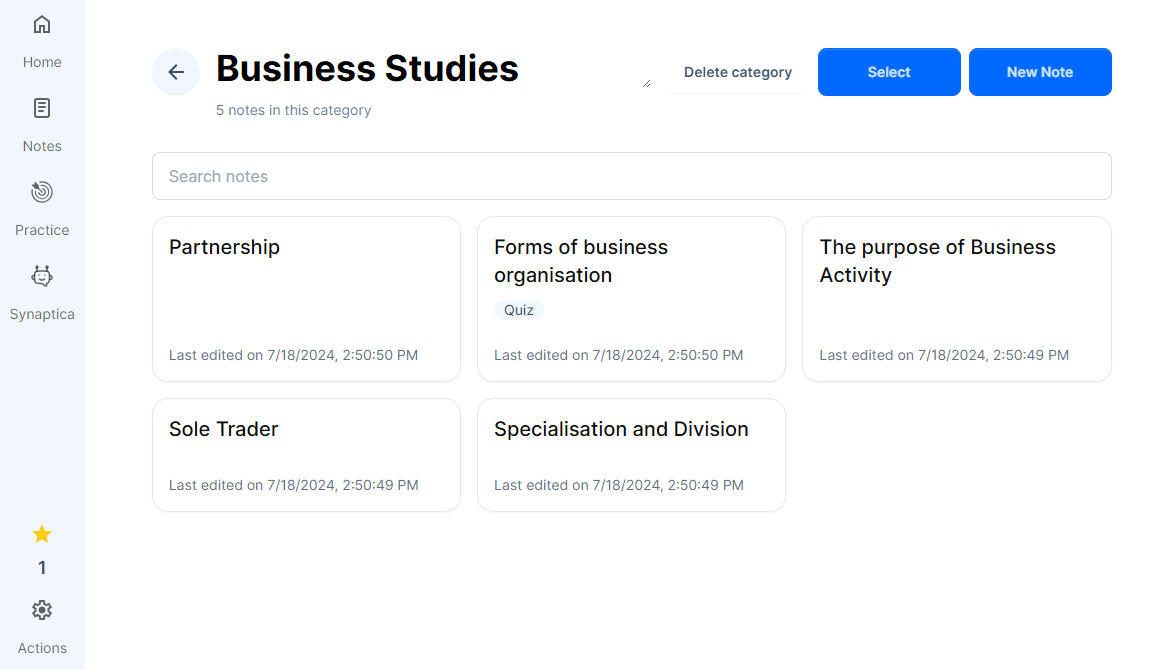 Home
Notes
Practice
Synaptica
1
Actions
Business Studies
5 notes in this category
Delete category
Select
New Note
Search notes
Partnership
Last edited on 7/18/2024, 2:50:50 PM
Forms of business
organisation
Quiz
Last edited on 7/18/2024, 2:50:50 PM
The purpose of Business
Activity
Last edited on 7/18/2024, 2:50:49 PM
Sole Trader
Last edited on 7/18/2024, 2:50:49 PM
Specialisation and Division
Last edited on 7/18/2024, 2:50:49 PM